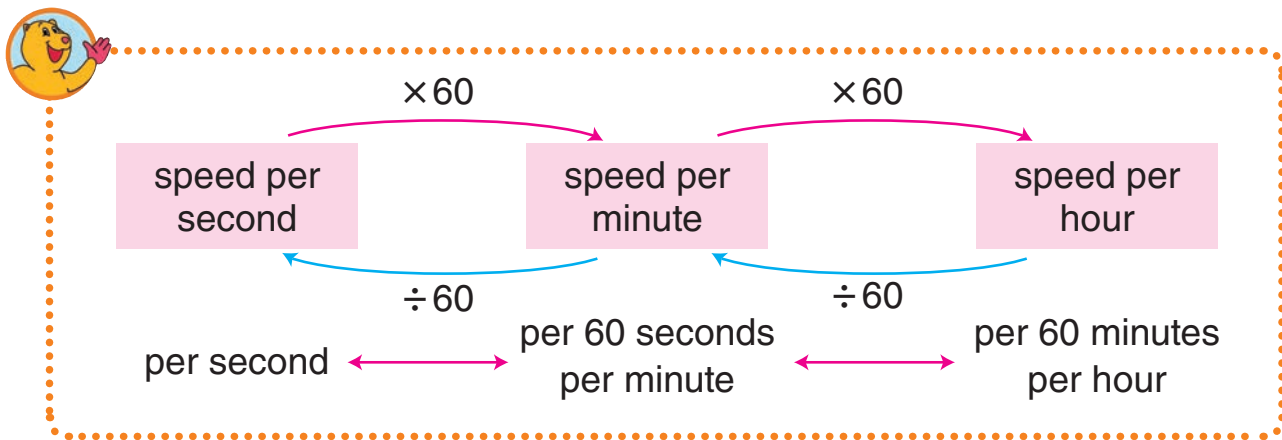 ×60 ×60
speed per second
speed per minute
speed per hour
÷60 ÷60
per second
per 60 seconds
per minute
per 60 minutes
per hour